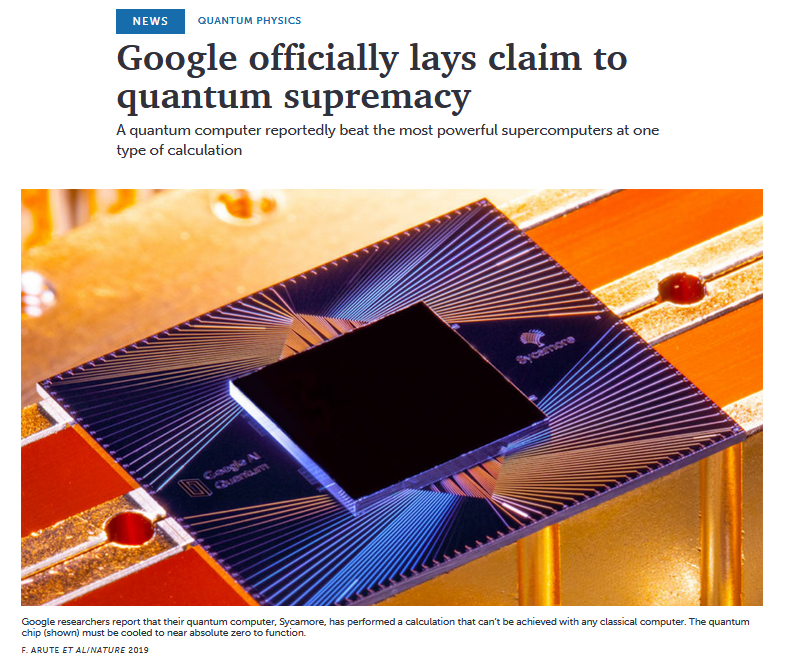 NEWS QUANTUM PHYSICS
Google officially lays claim to
quantum supremacy
A quantum computer reportedly beat the most powerful supercomputers at one
type of calculation
Sycamore
Google AI
Quantum
Google researchers report that their quantum computer, Sycamore, has performed a calculation that can't be achieved with any classical computer. The quantum
chip (shown) must be cooled to near absolute zero to function.
F. ARUTE ET AL/NATURE 2019